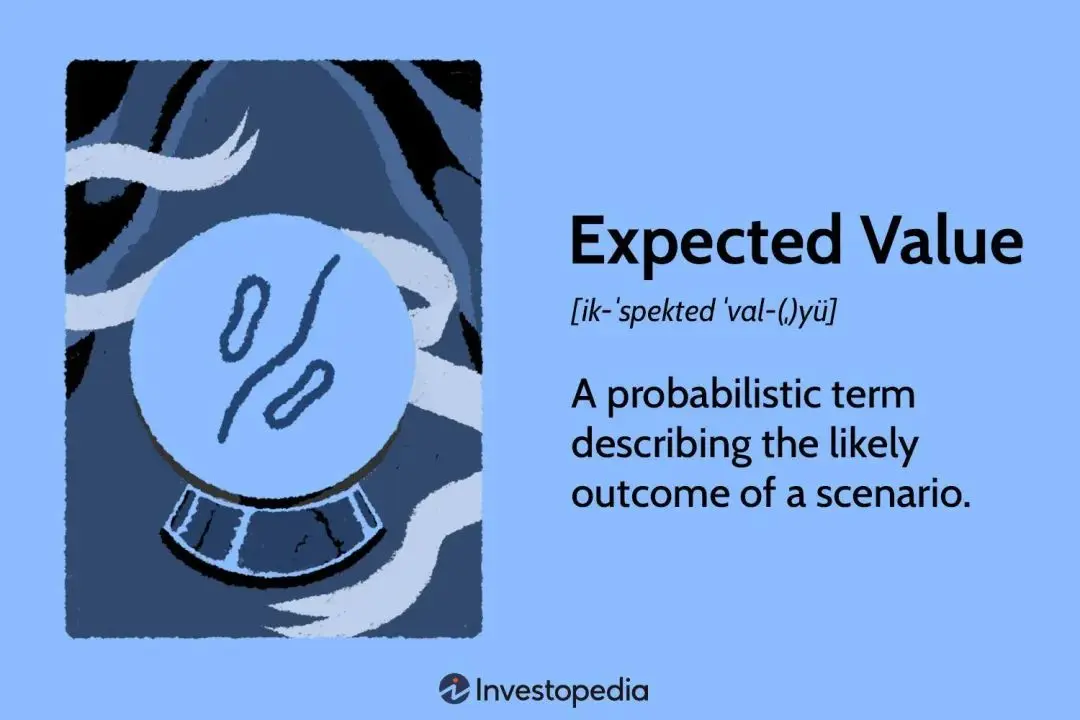 Expected Value
[ik-ˈspekted ˈval-(ˌ)yü]
A probabilistic term
describing the likely
outcome of a scenario.
Investopedia